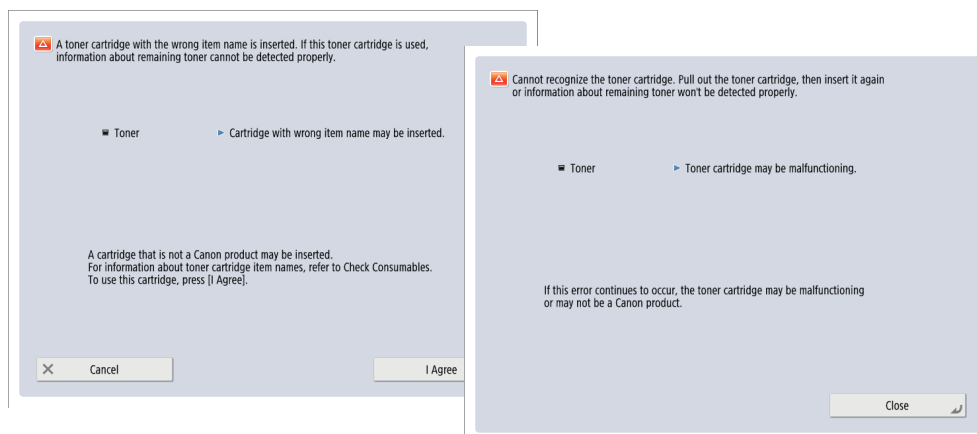 A toner cartridge with the wrong item name is inserted. If this toner cartridge is used,
information about remaining toner cannot be detected properly.
Toner
Cartridge with wrong item name may be inserted.
A cartridge that is not a Canon product may be inserted.
For information about toner cartridge item names, refer to Check Consumables.
To use this cartridge, press [I Agree].
Cancel
I Agree
Cannot recognize the toner cartridge. Pull out the toner cartridge, then insert it again
or information about remaining toner won't be detected properly.
Toner
Toner cartridge may be malfunctioning.
If this error continues to occur, the toner cartridge may be malfunctioning
or may not be a Canon product.
Close